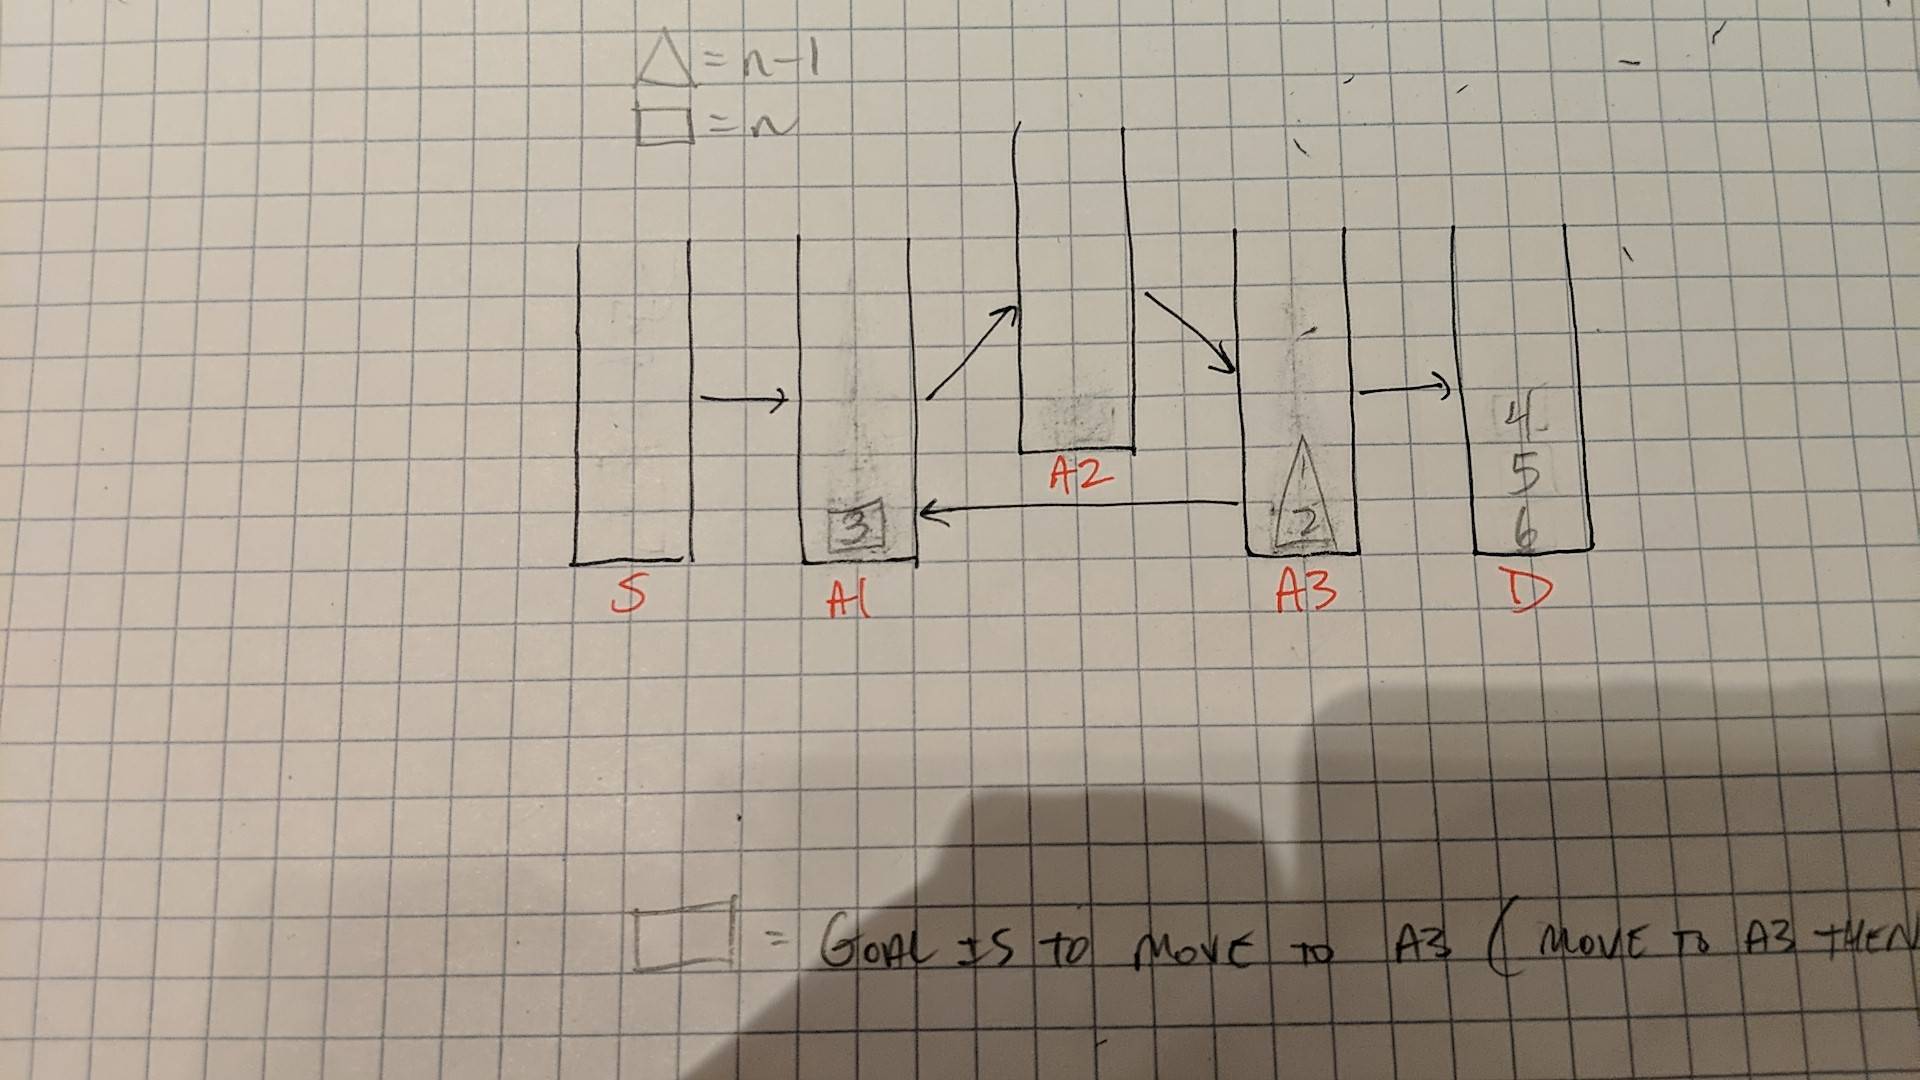 △ = n-1
□ = n
3
1
2
4
5
6
A2
S
A1
A3
D
□ = GOAL IS TO MOVE TO A3 (MOVE TO A3 THEN